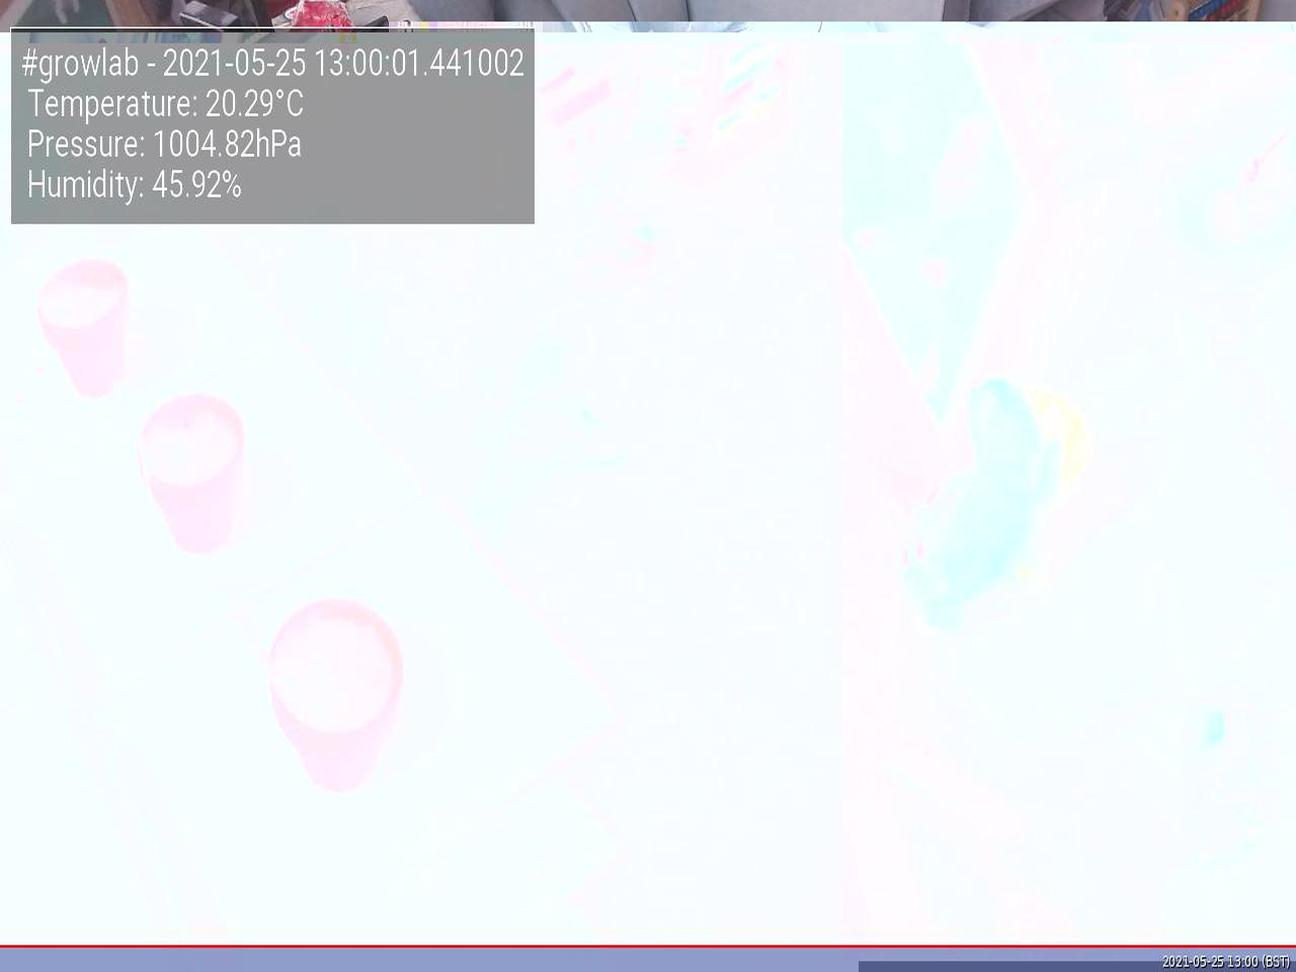 #growlab - 2021-05-25 13:00:01.441002
Temperature: 20.29°C
Pressure: 1004.82hPa
Humidity: 45.92%
2021-05-25 13:00 (BST)